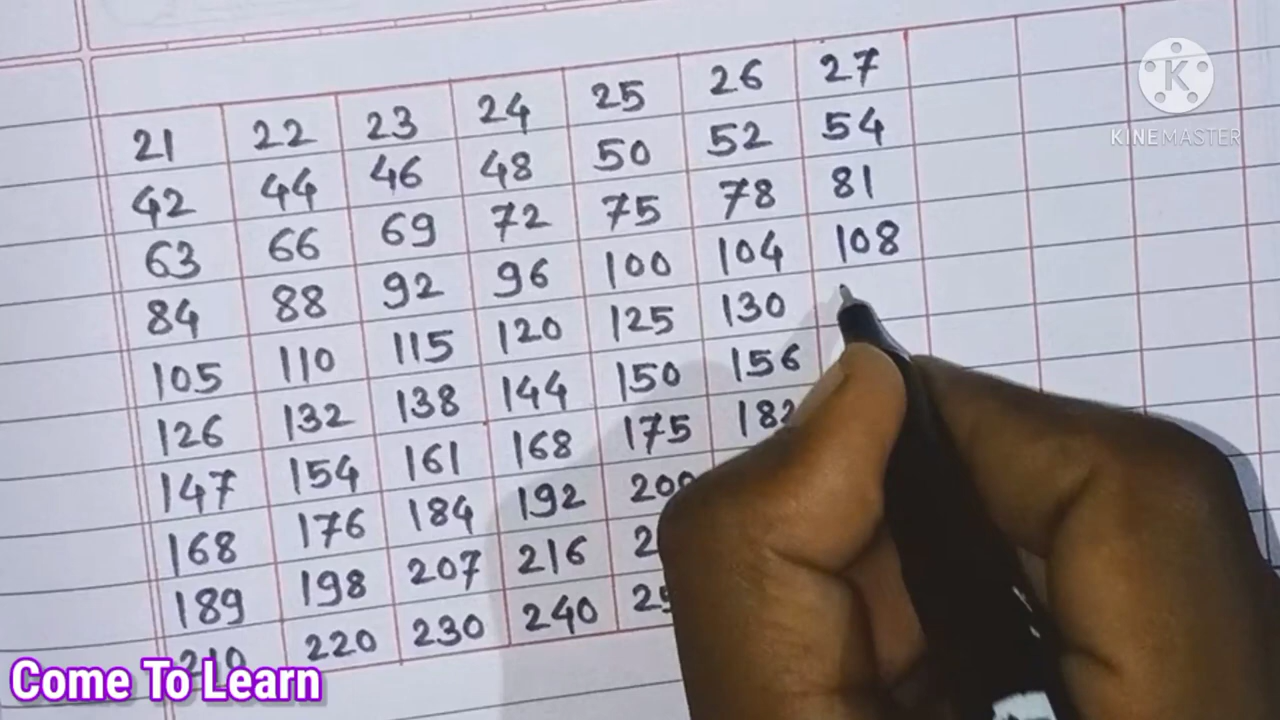 21 22 23 24 25 26 27
42 44 46 48 50 52 54
63 66 69 72 75 78 81
84 88 92 96 100 104 108
105 110 115 120 125 130
126 132 138 144 150 156
147 154 161 168 175 182
168 176 184 192 200
189 198 207 216
210 220 230 240
K
KINEMASTER
Come To Learn